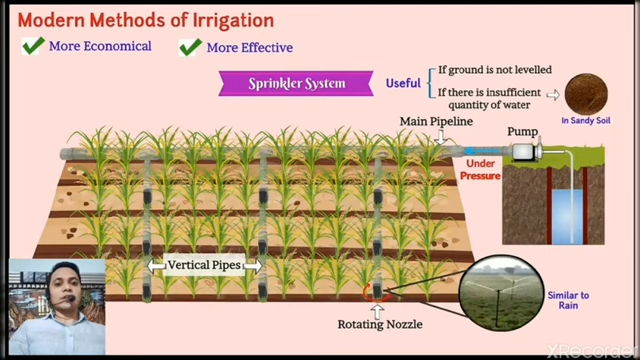 Modern Methods of Irrigation
More Economical
More Effective
Sprinkler System
Useful
If ground is not levelled
If there is insufficient
quantity of water
In Sandy Soil
Main Pipeline
Pump
Under
Pressure
Vertical Pipes
Similar to
Rain
Rotating Nozzle
XRecorder